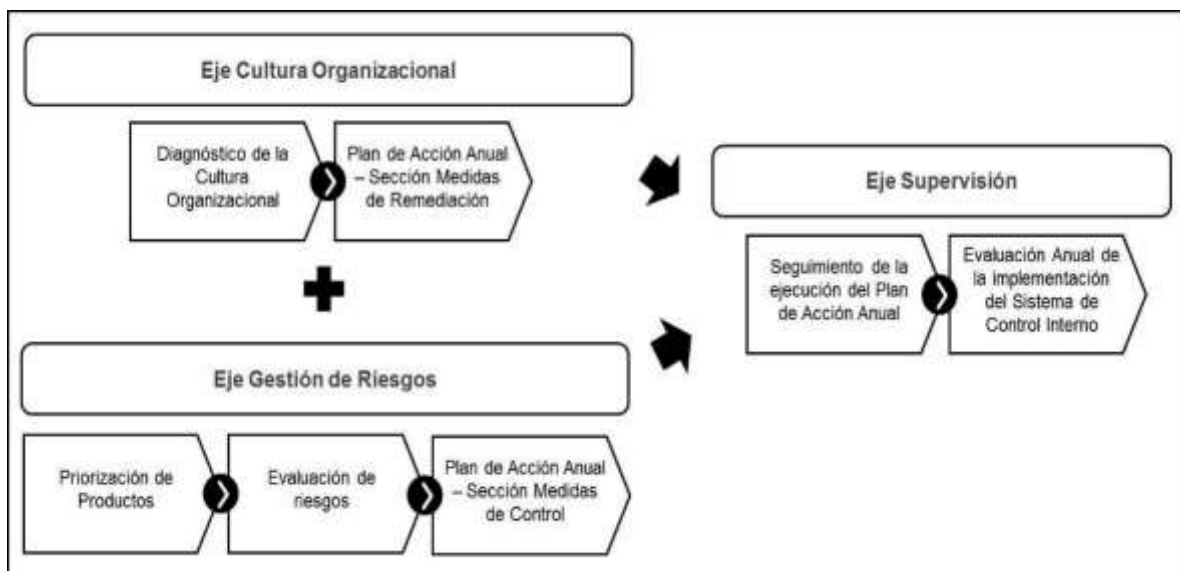 Eje Cultura Organizacional
Diagnóstico de la
Cultura
Organizacional
Plan de Acción Anual
– Sección Medidas
de Remediación
Eje Gestión de Riesgos
Priorización de
Productos
Evaluación de
riesgos
Plan de Acción Anual
– Sección Medidas
de Control
Eje Supervisión
Seguimiento de la
ejecución del Plan
de Acción Anual
Evaluación Anual de
la implementación
del Sistema de
Control Interno